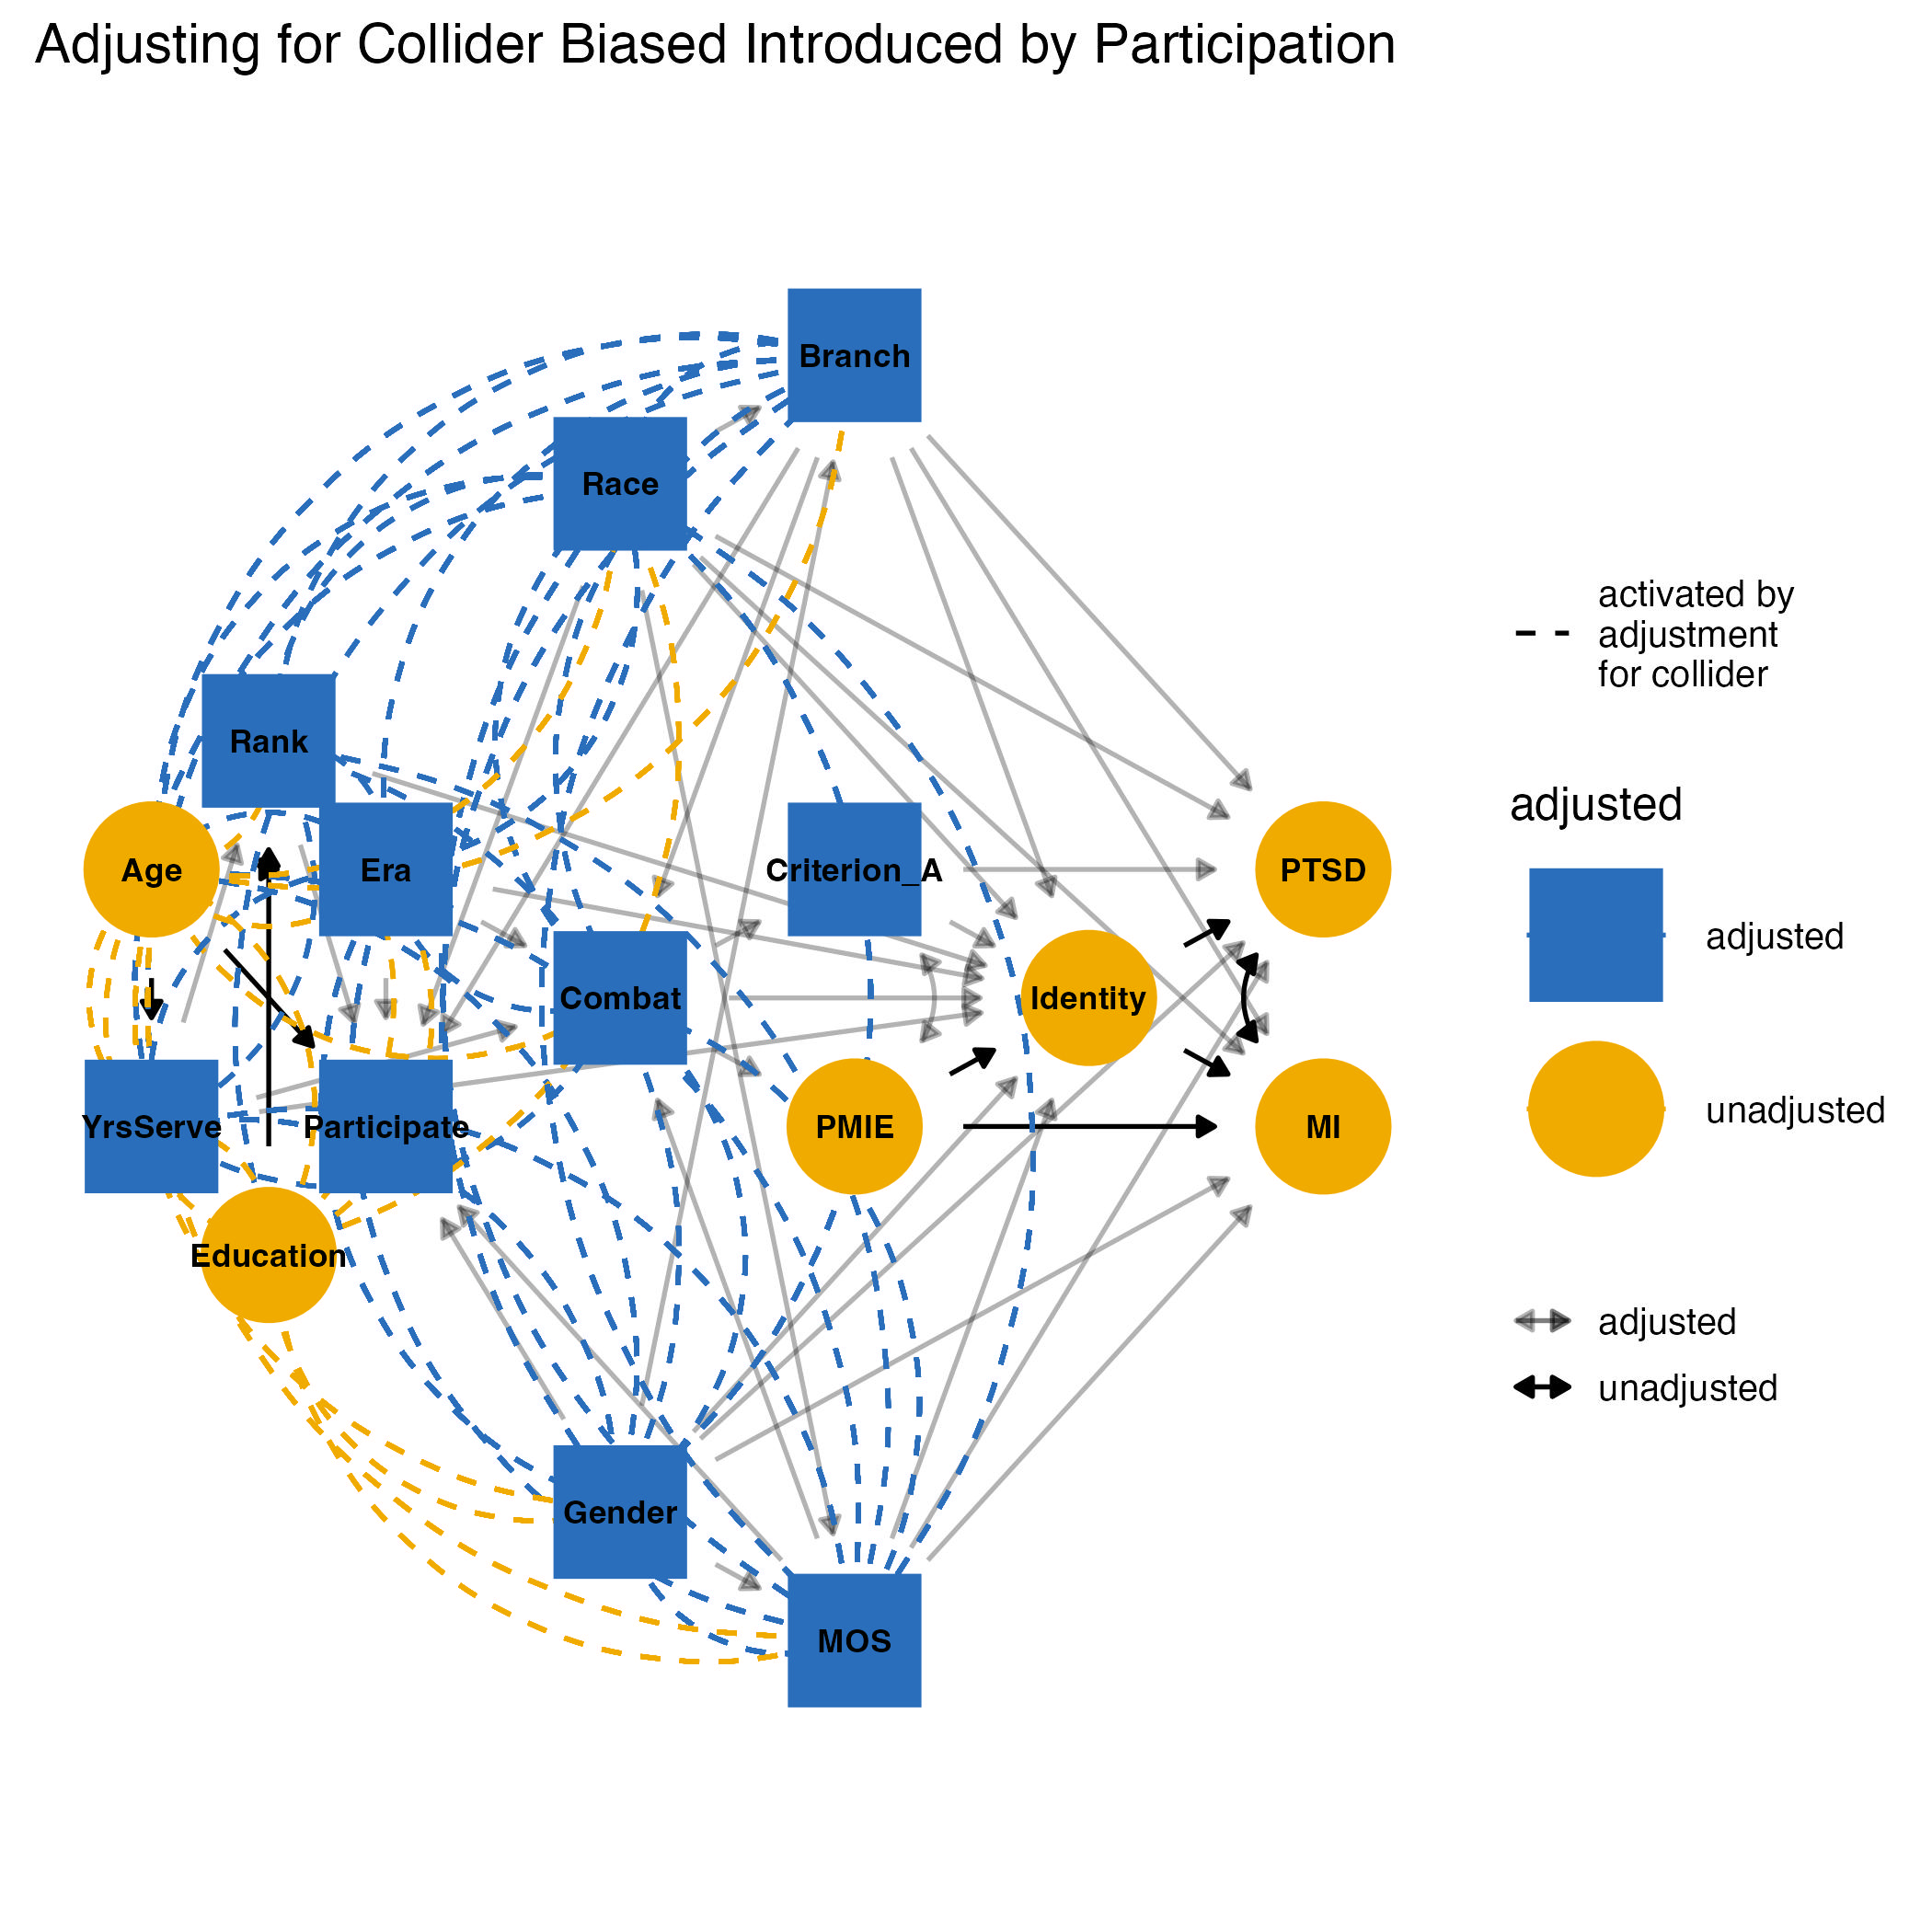 Adjusting for Collider Biased Introduced by Participation
Branch
Race
activated by
adjustment
for collider
Rank
adjusted
Age
Era
Criterion_A
PTSD
adjusted
Combat
Identity
unadjusted
YrsServe
Participate
PMIE
MI
Education
adjusted
unadjusted
Gender
MOS